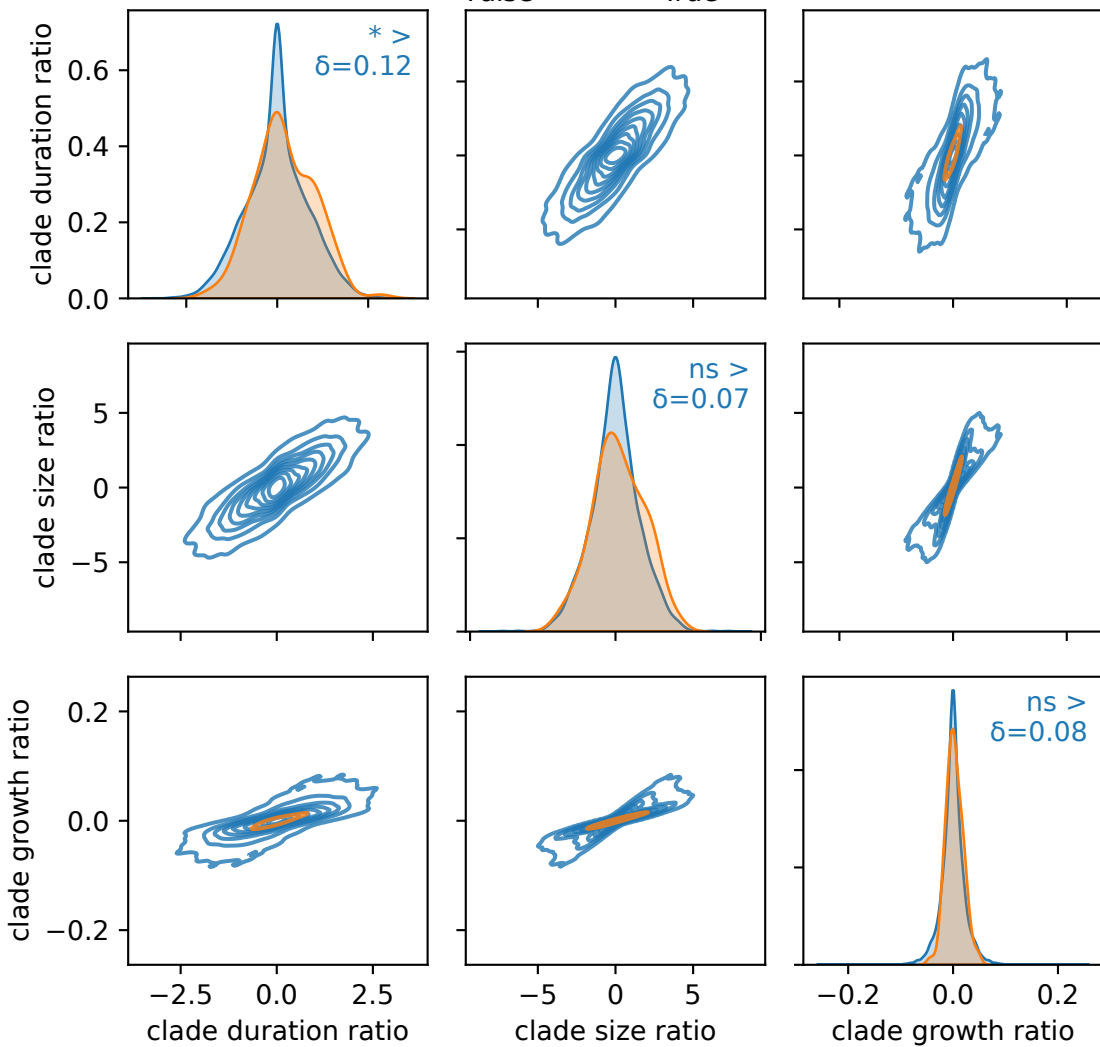 clade duration ratio
0.6
0.4
0.2
0.0
* >
δ=0.12
clade size ratio
5
0
−5
ns >
δ=0.07
clade growth ratio
0.2
0.0
−0.2
ns >
δ=0.08
−2.5 0.0 2.5
−5 0 5
−0.2 0.0 0.2
clade duration ratio
clade size ratio
clade growth ratio